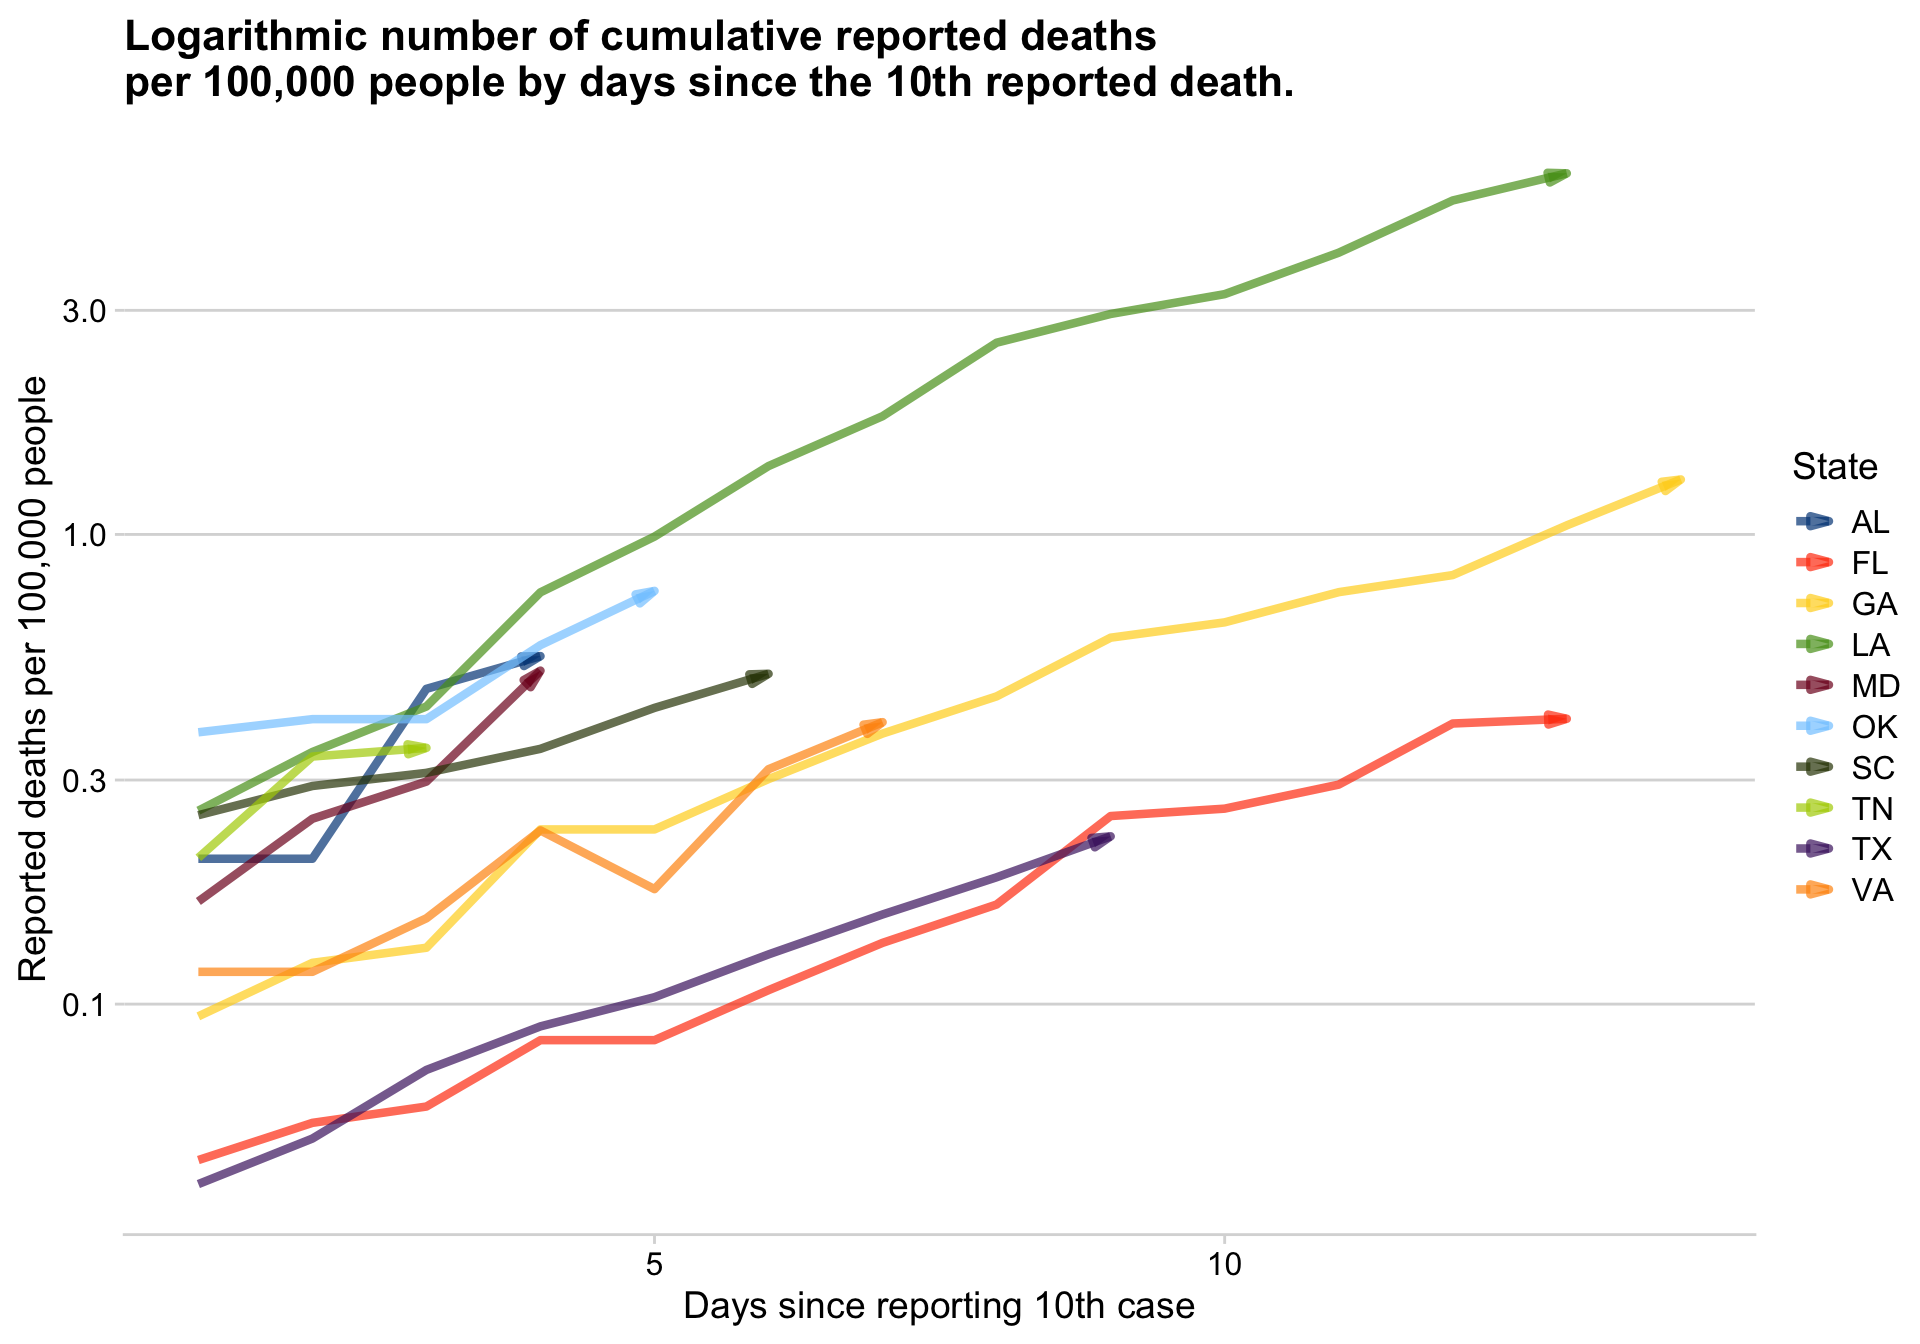 Logarithmic number of cumulative reported deaths
per 100,000 people by days since the 10th reported death.
Reported deaths per 100,000 people
3.0
1.0
0.3
0.1
5
10
Days since reporting 10th case
State
AL
FL
GA
LA
MD
OK
SC
TN
TX
VA